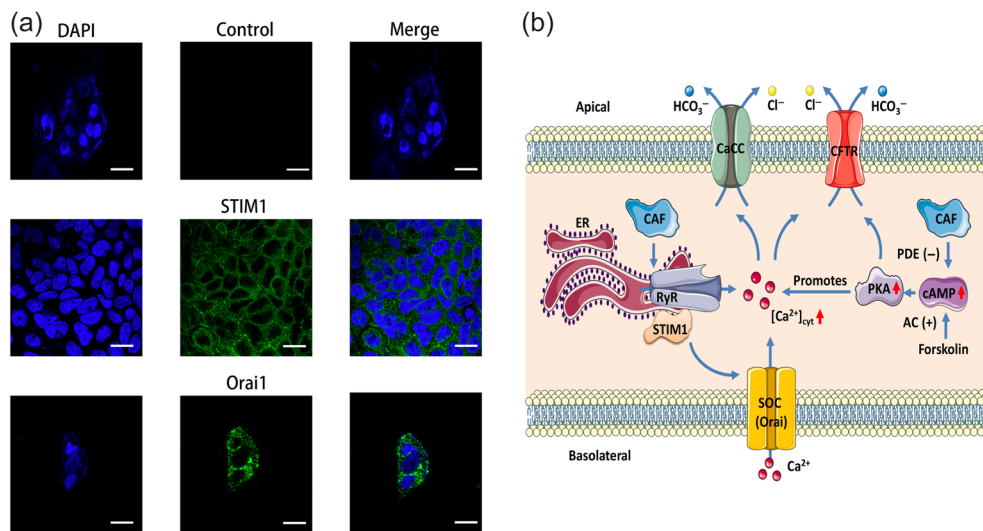 (a)
DAPI
Control
Merge
STIM1
Orai1
(b)
Apical
HCO₃⁻
Cl⁻
Cl⁻
HCO₃⁻
CaCC
CFTR
ER
CAF
CAF
PDE (–)
RyR
Promotes
PKA
cAMP
[Ca²⁺]cyt
STIM1
AC (+)
Forskolin
SOC
(Orai)
Basolateral
Ca²⁺